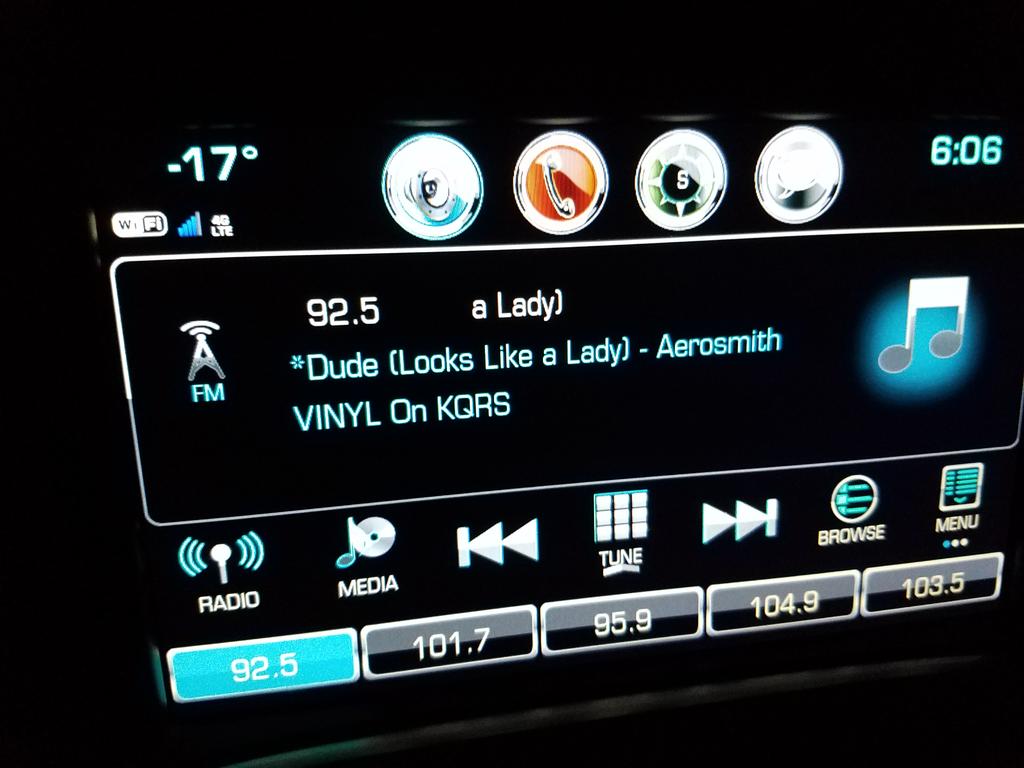 -17°
6:06
S
WiFi
4G
LTE
92.5 a Lady)
*Dude (Looks Like a Lady) - Aerosmith
FM
VINYL On KQRS
RADIO
MEDIA
TUNE
BROWSE
MENU
92.5
101.7
95.9
104.9
103.5